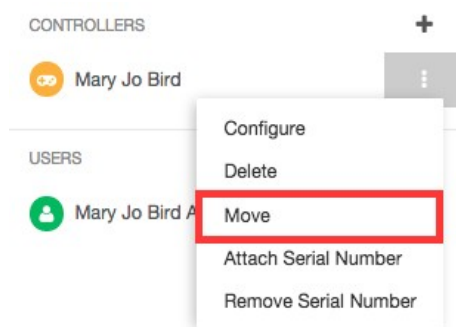 CONTROLLERS
Mary Jo Bird
Configure
USERS
Delete
Mary Jo Bird A
Move
Attach Serial Number
Remove Serial Number